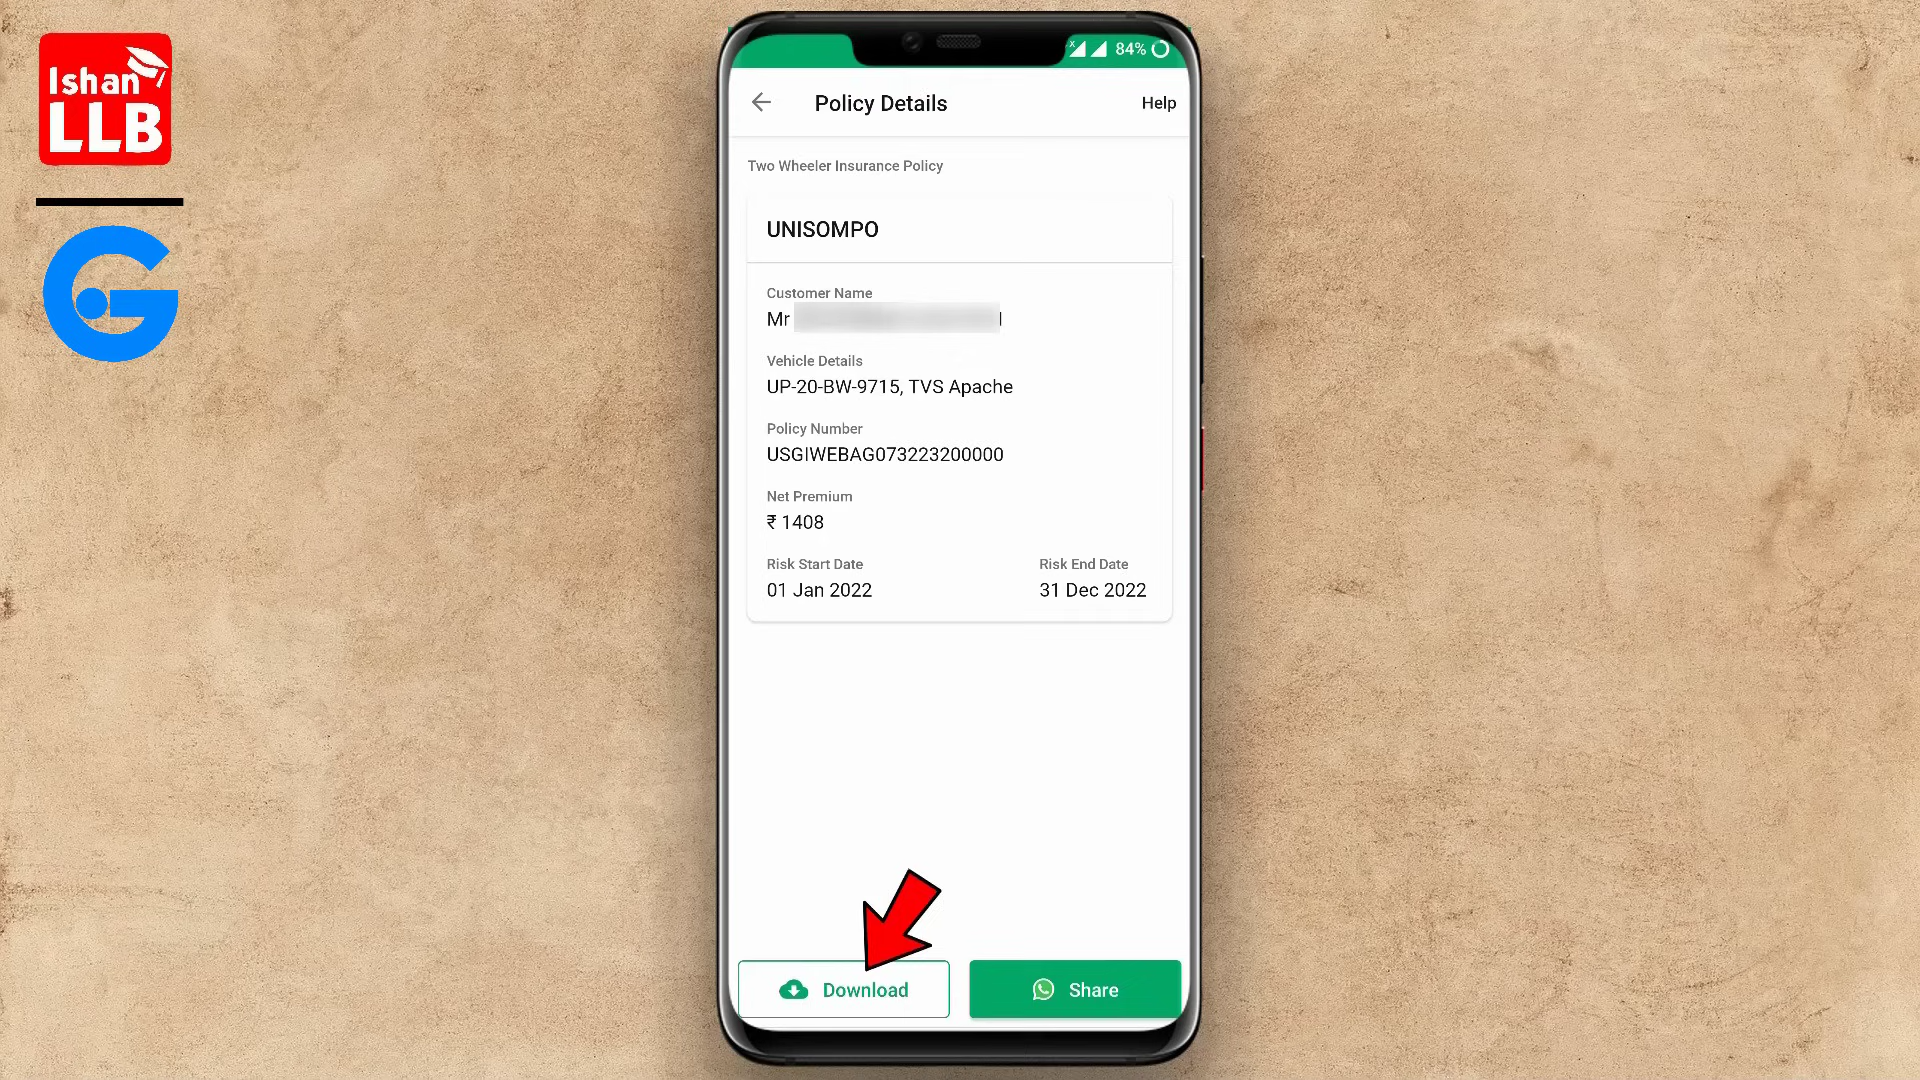 Ishan
LLB
84%
Policy Details
Help
Two Wheeler Insurance Policy
UNISOMPO
Customer Name
Mr
Vehicle Details
UP-20-BW-9715, TVS Apache
Policy Number
USGIWEBAG073223200000
Net Premium
₹ 1408
Risk Start Date
Risk End Date
01 Jan 2022
31 Dec 2022
Download
Share